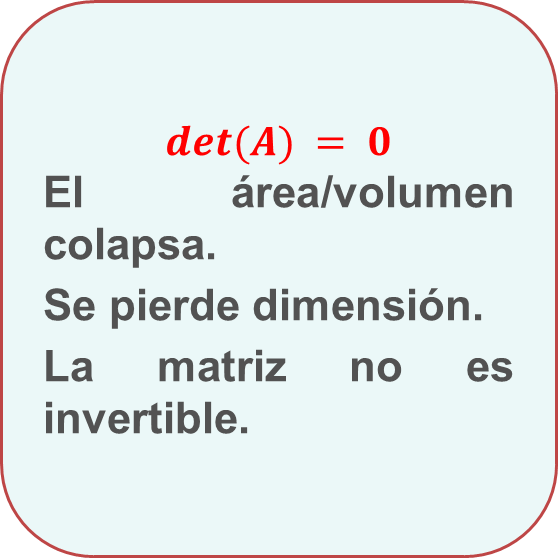 det(A) = 0
El área/volumen
colapsa.
Se pierde dimensión.
La matriz no es
invertible.